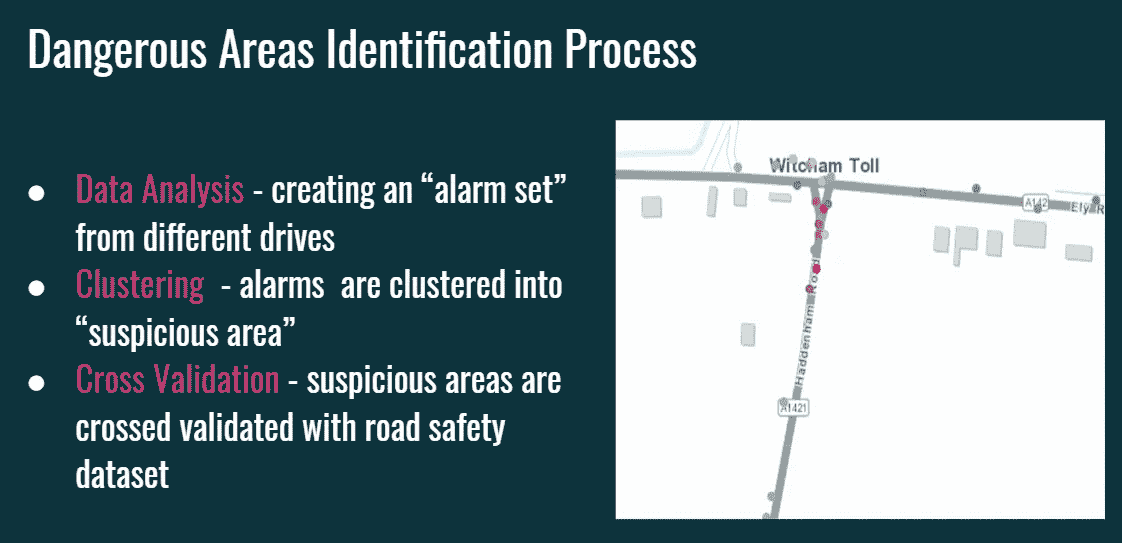 Dangerous Areas Identification Process
● Data Analysis - creating an “alarm set”
from different drives
● Clustering - alarms are clustered into
“suspicious area”
● Cross Validation - suspicious areas are
crossed validated with road safety
dataset
Witcham Toll
A142
Ely R
Haddenham Road
A1421